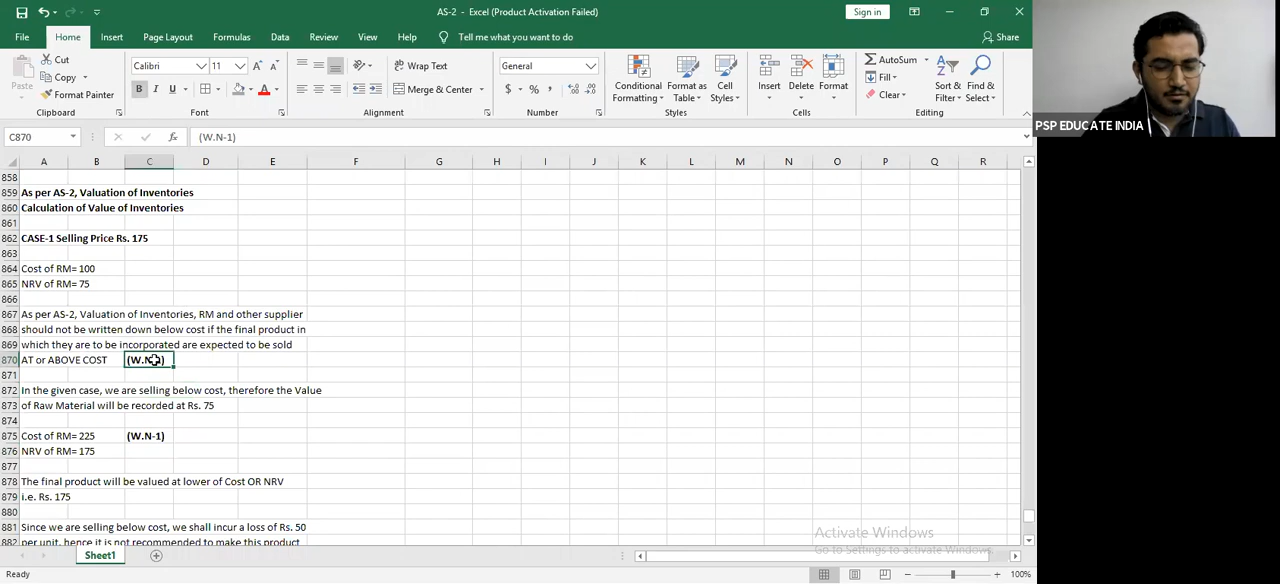 AS-2 - Excel (Product Activation Failed)
Sign in
File Home Insert Page Layout Formulas Data Review View Help Tell me what you want to do Share
Paste
Cut
Copy
Format Painter
Clipboard
Calibri 11
B I U
Font
Wrap Text
Merge & Center
Alignment
General
$ % ,
Number
Conditional Formatting
Format as Table
Cell Styles
Styles
Insert Delete Format
Cells
AutoSum
Fill
Clear
Sort & Filter
Find & Select
Editing
PSP EDUCATE INDIA
C870 fx (W.N-1)
A B C D E F G H I J K L M N O P Q R
858
859 As per AS-2, Valuation of Inventories
860 Calculation of Value of Inventories
861
862 CASE-1 Selling Price Rs. 175
863
864 Cost of RM= 100
865 NRV of RM= 75
866
867 As per AS-2, Valuation of Inventories, RM and other supplier
868 should not be written down below cost if the final product in
869 which they are to be incorporated are expected to be sold
870 AT or ABOVE COST (W.N-1)
871
872 In the given case, we are selling below cost, therefore the Value
873 of Raw Material will be recorded at Rs. 75
874
875 Cost of RM= 225 (W.N-1)
876 NRV of RM= 175
877
878 The final product will be valued at lower of Cost OR NRV
879 i.e. Rs. 175
880
881 Since we are selling below cost, we shall incur a loss of Rs. 50
882 per unit, hence it is not recommended to make this product
Activate Windows
Go to Settings to activate Windows.
Sheet1
Ready
100%